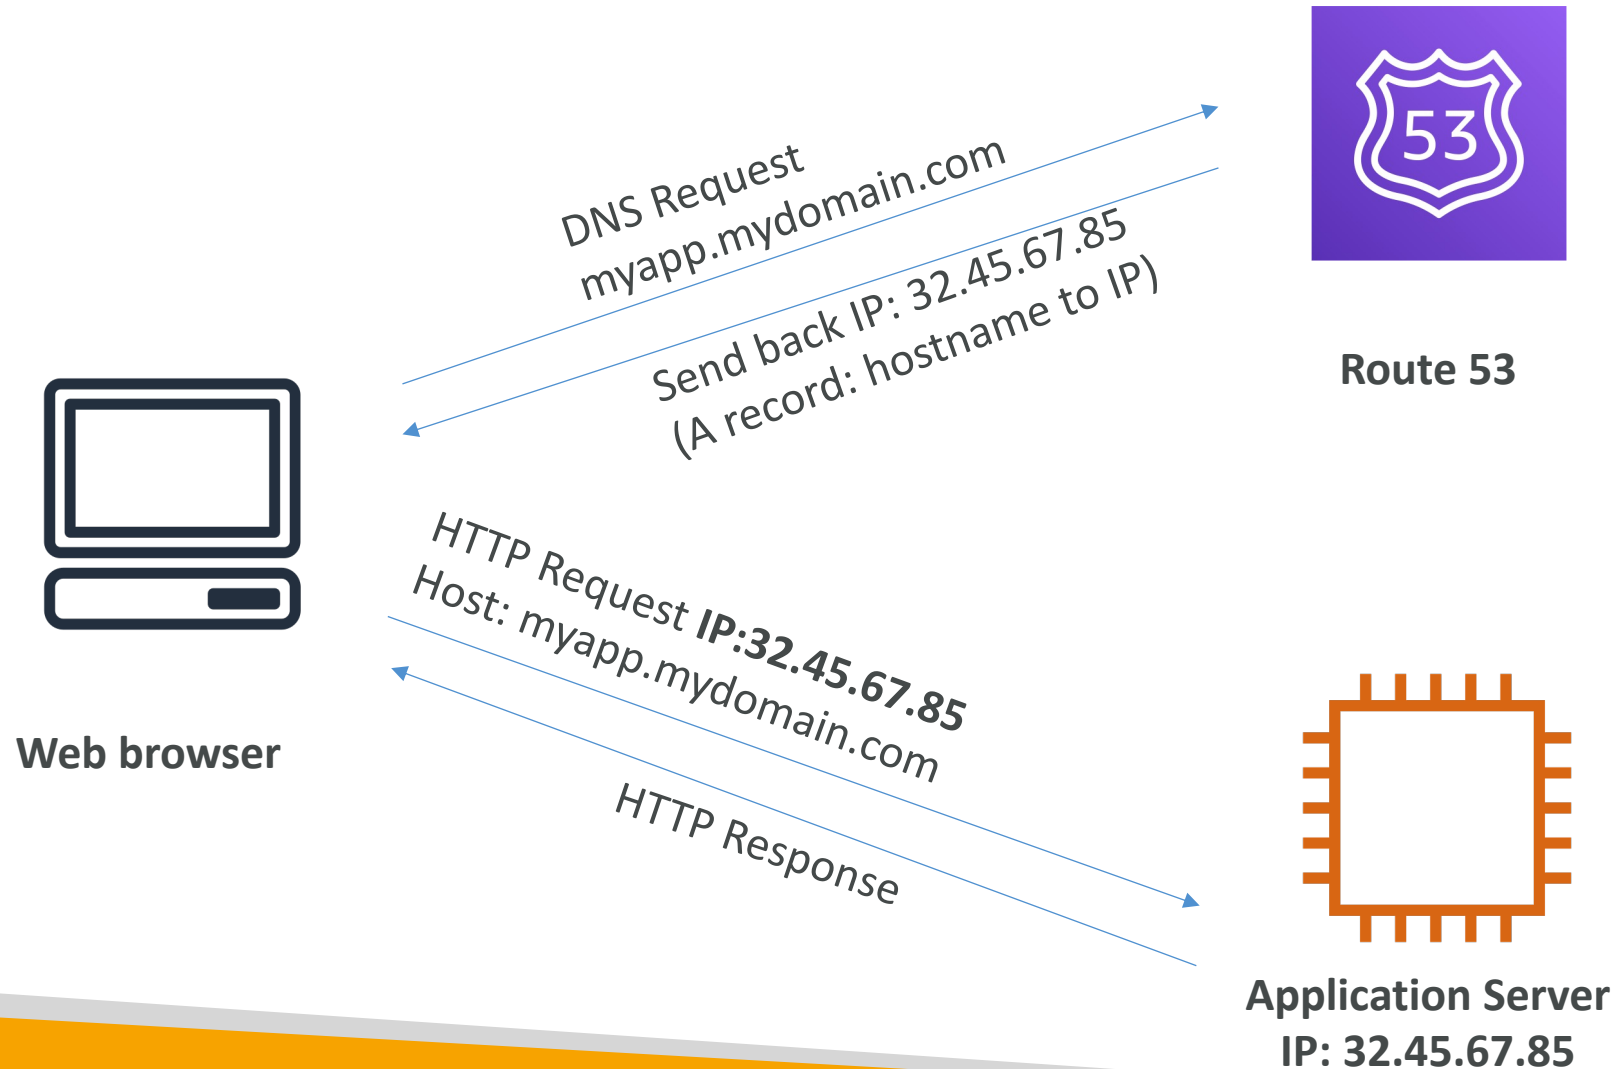 53
DNS Request
myapp.mydomain.com
Send back IP: 32.45.67.85
(A record: hostname to IP)
Route 53
HTTP Request IP:32.45.67.85
Host: myapp.mydomain.com
HTTP Response
Web browser
Application Server
IP: 32.45.67.85